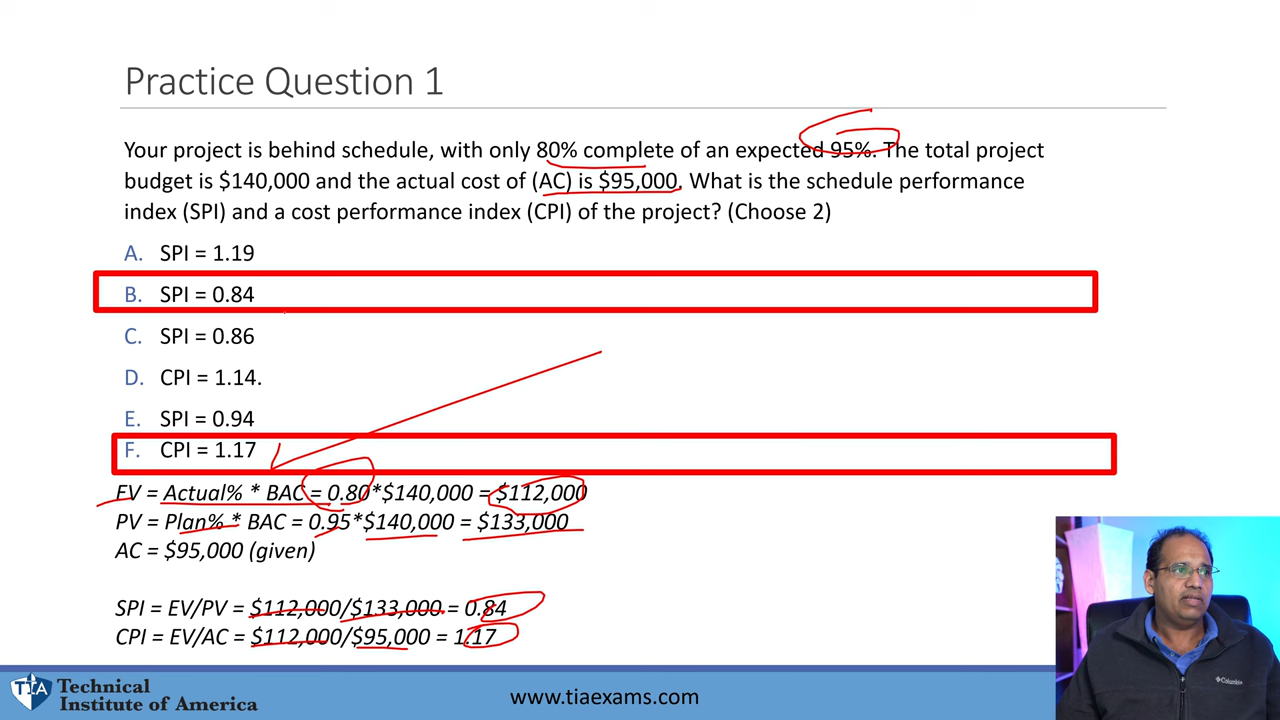 Practice Question 1
Your project is behind schedule, with only 80% complete of an expected 95%. The total project
budget is $140,000 and the actual cost of (AC) is $95,000. What is the schedule performance
index (SPI) and a cost performance index (CPI) of the project? (Choose 2)
A. SPI = 1.19
B. SPI = 0.84
C. SPI = 0.86
D. CPI = 1.14.
E. SPI = 0.94
F. CPI = 1.17
EV = Actual% * BAC = 0.80*$140,000 = $112,000
PV = Plan% * BAC = 0.95*$140,000 = $133,000
AC = $95,000 (given)
SPI = EV/PV = $112,000/$133,000 = 0.84
CPI = EV/AC = $112,000/$95,000 = 1.17
TIA Technical
Institute of America
www.tiaexams.com
Columbia